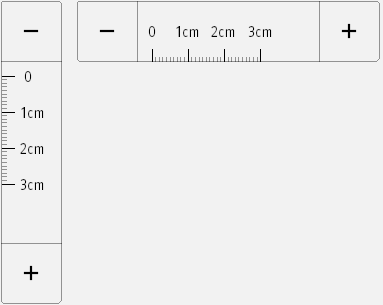 −
0
1cm
2cm
3cm
+
− 0 1cm 2cm 3cm +